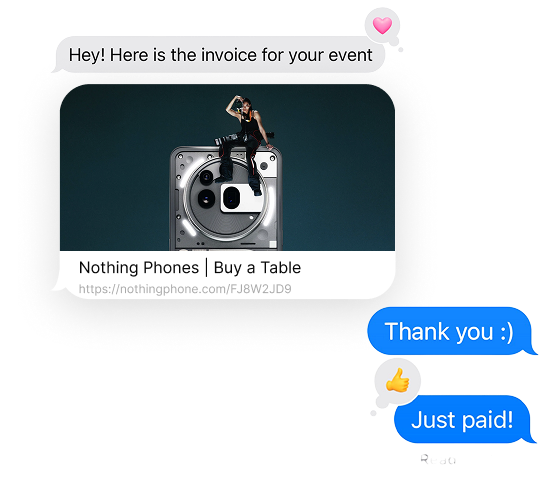 Hey! Here is the invoice for your event
Nothing Phones | Buy a Table
https://nothingphone.com/FJ8W2JD9
Thank you :)
Just paid!